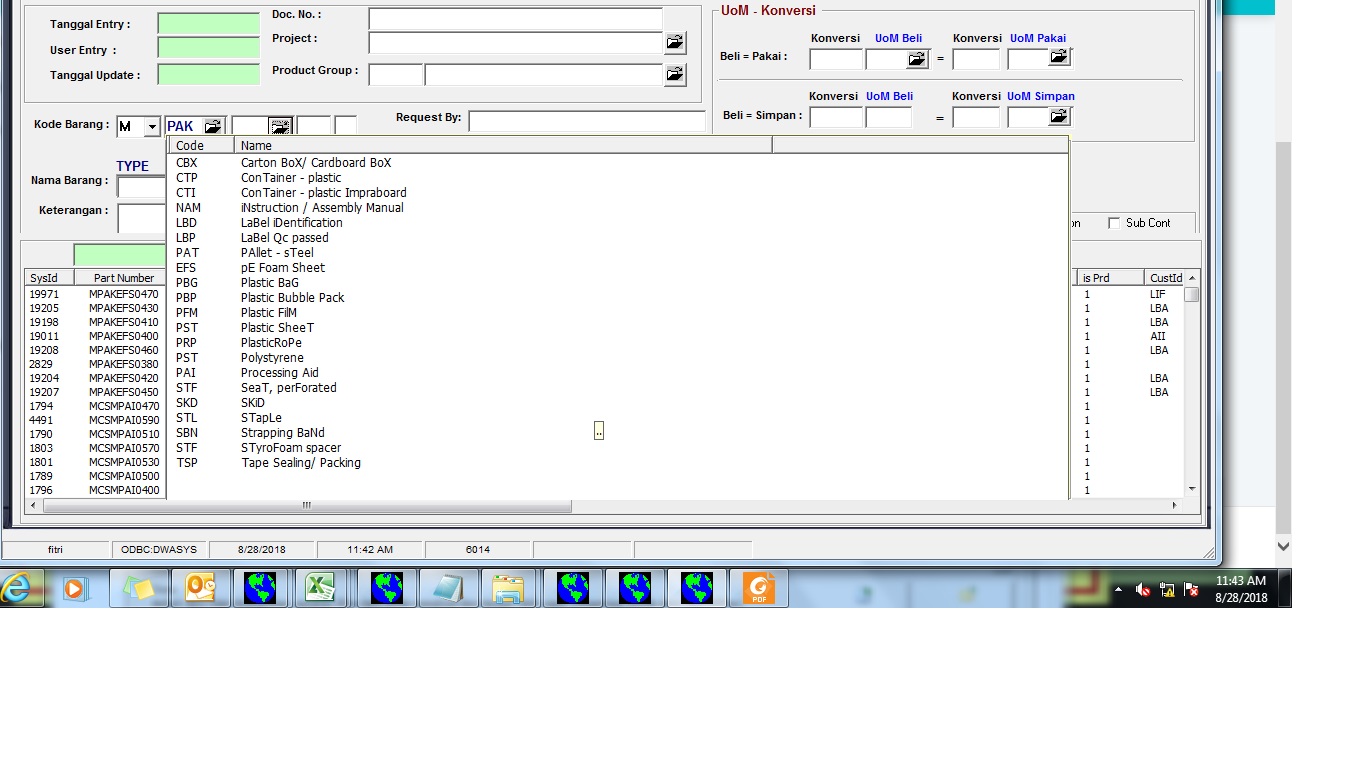 Tanggal Entry :
Doc. No. :
UoM - Konversi
User Entry :
Project :
Konversi UoM Beli Konversi UoM Pakai
Beli = Pakai : =
Tanggal Update :
Product Group :
Konversi UoM Beli Konversi UoM Simpan
Beli = Simpan : =
Kode Barang : M PAK
Request By:
Code Name
CBX Carton BoX/ Cardboard BoX
CTP ConTainer - plastic
CTI ConTainer - plastic Impraboard
NAM iNstruction / Assembly Manual
LBD LaBel iDentification
LBP LaBel Qc passed
PAT PAllet - sTeel
EFS pE Foam Sheet
PBG Plastic BaG
PBP Plastic Bubble Pack
PFM Plastic FilM
PST Plastic SheeT
PRP PlasticRoPe
PST Polystyrene
PAI Processing Aid
STF SeaT, perForated
SKD SKiD
STL STapLe
SBN Strapping BaNd
STF STyroFoam spacer
TSP Tape Sealing/ Packing
..
TYPE
Nama Barang :
Keterangan :
on Sub Cont
SysId Part Number is Prd CustId
19971 MPAKEFS0470 1 LIF
19205 MPAKEFS0430 1 LBA
19198 MPAKEFS0410 1 LBA
19011 MPAKEFS0400 1 AII
19208 MPAKEFS0460 1 LBA
2829 MPAKEFS0380 1
19204 MPAKEFS0420 1 LBA
19207 MPAKEFS0450 1 LBA
1794 MCSMPAI0470 1
4491 MCSMPAI0590 1
1790 MCSMPAI0510 1
1803 MCSMPAI0570 1
1801 MCSMPAI0530 1
1789 MCSMPAI0500 1
1796 MCSMPAI0400 1
fitri ODBC:DWASYS 8/28/2018 11:42 AM 6014
PDF
11:43 AM
8/28/2018